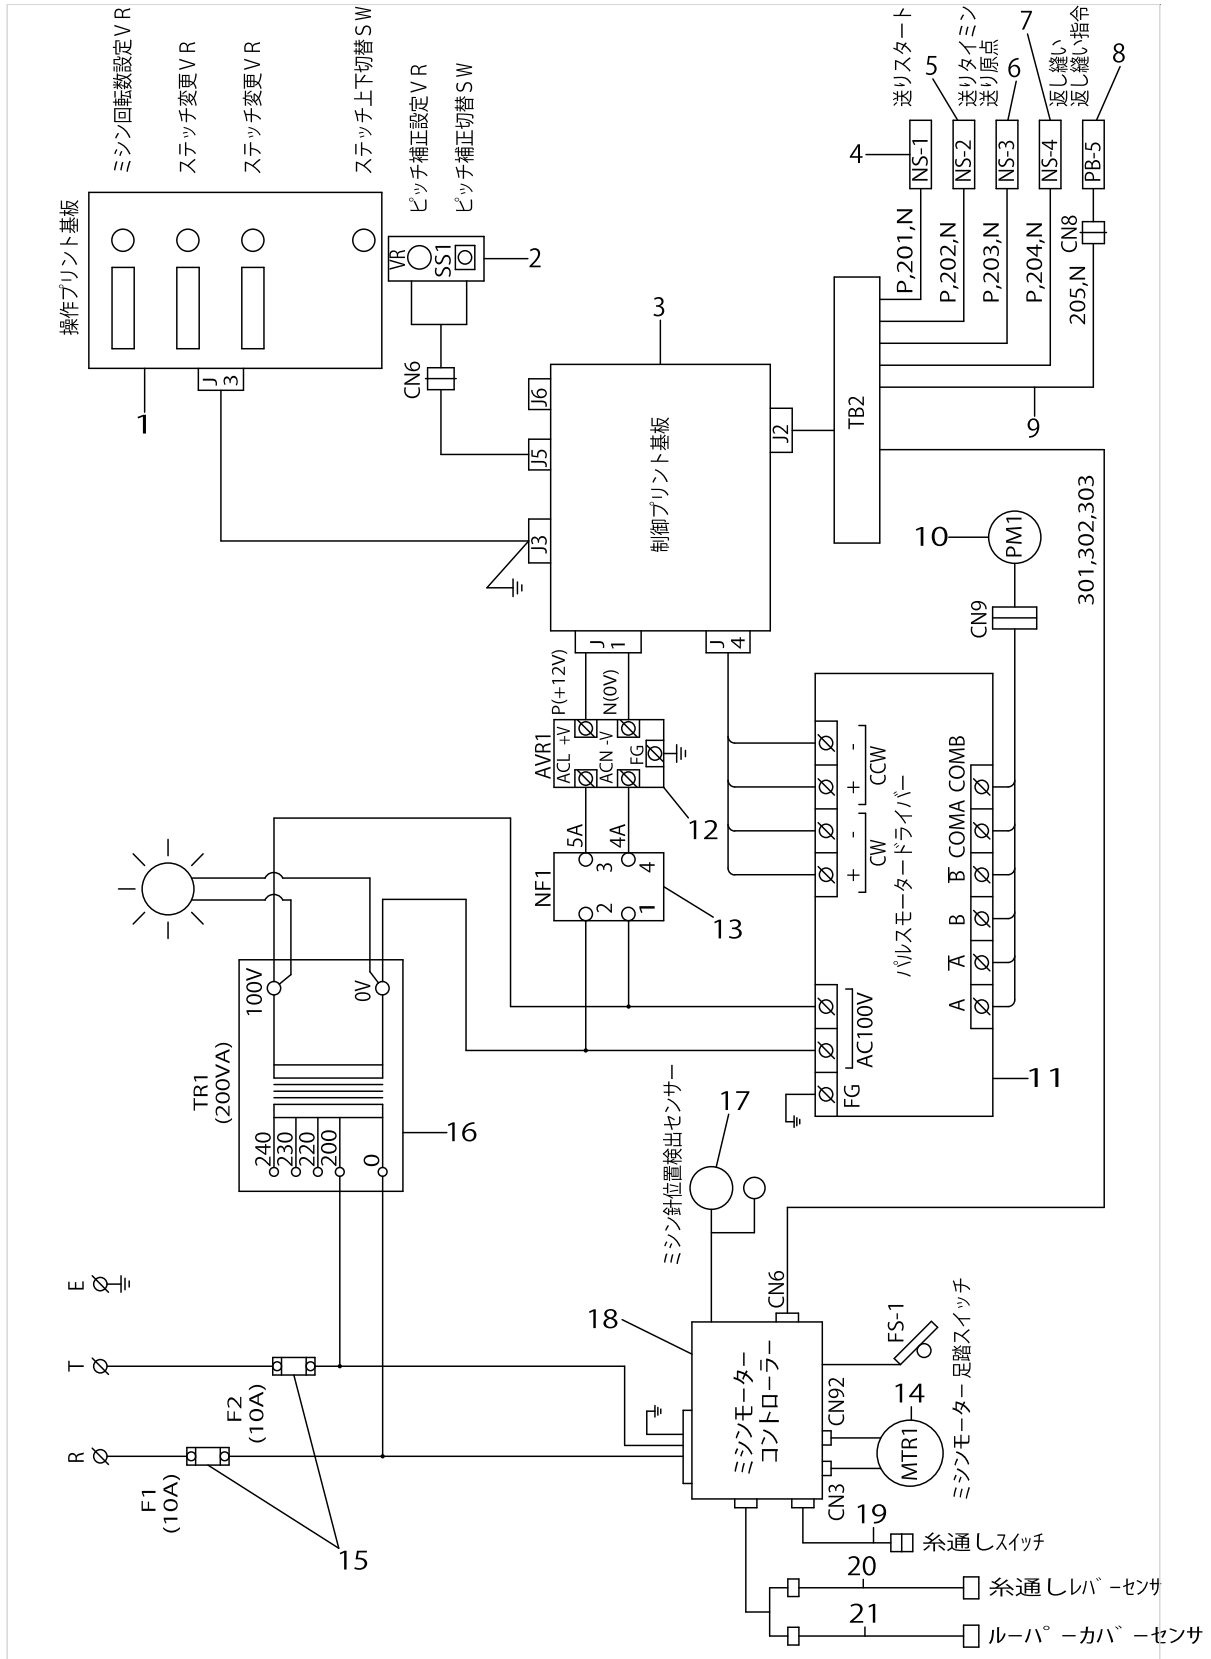 ミシン回転数設定VR
ステッチ変更VR
ステッチ変更VR
ステッチ上下切替SW
ピッチ補正設定VR
ピッチ補正切替SW
操作プリント基板
J3
1
VR
SS1
2
CN6
送りスタート
送りタイミン
送り原点
返し縫い
返し縫い指令
4
5
6
7
8
NS-1
NS-2
NS-3
NS-4
PB-5
P,201,N
P,202,N
P,203,N
P,204,N
CN8
205,N
9
TB2
3
J6
J5
J3
J2
制御プリント基板
J1
J4
10
PM1
301,302,303
CN9
P(+12V)
N(0V)
AVR1
ACL +V
ACN -V
FG
12
5A
4A
NF1
3
4
2
1
13
+
-
+
-
CW
CCW
パルスモータードライバー
A
A̅
B
B̅
COMA
COMB
AC100V
FG
11
100V
0V
TR1
(200VA)
240
230
220
200
0
16
E
T
R
F2
(10A)
F1
(10A)
15
ミシン針位置検出センサー
17
18
CN6
ミシンモーター
コントローラー
FS-1
CN92
14
MTR1
CN3
ミシンモーター足踏スイッチ
19
糸通しスイッチ
20
糸通しレバーセンサ
21
ルーパーカバーセンサ